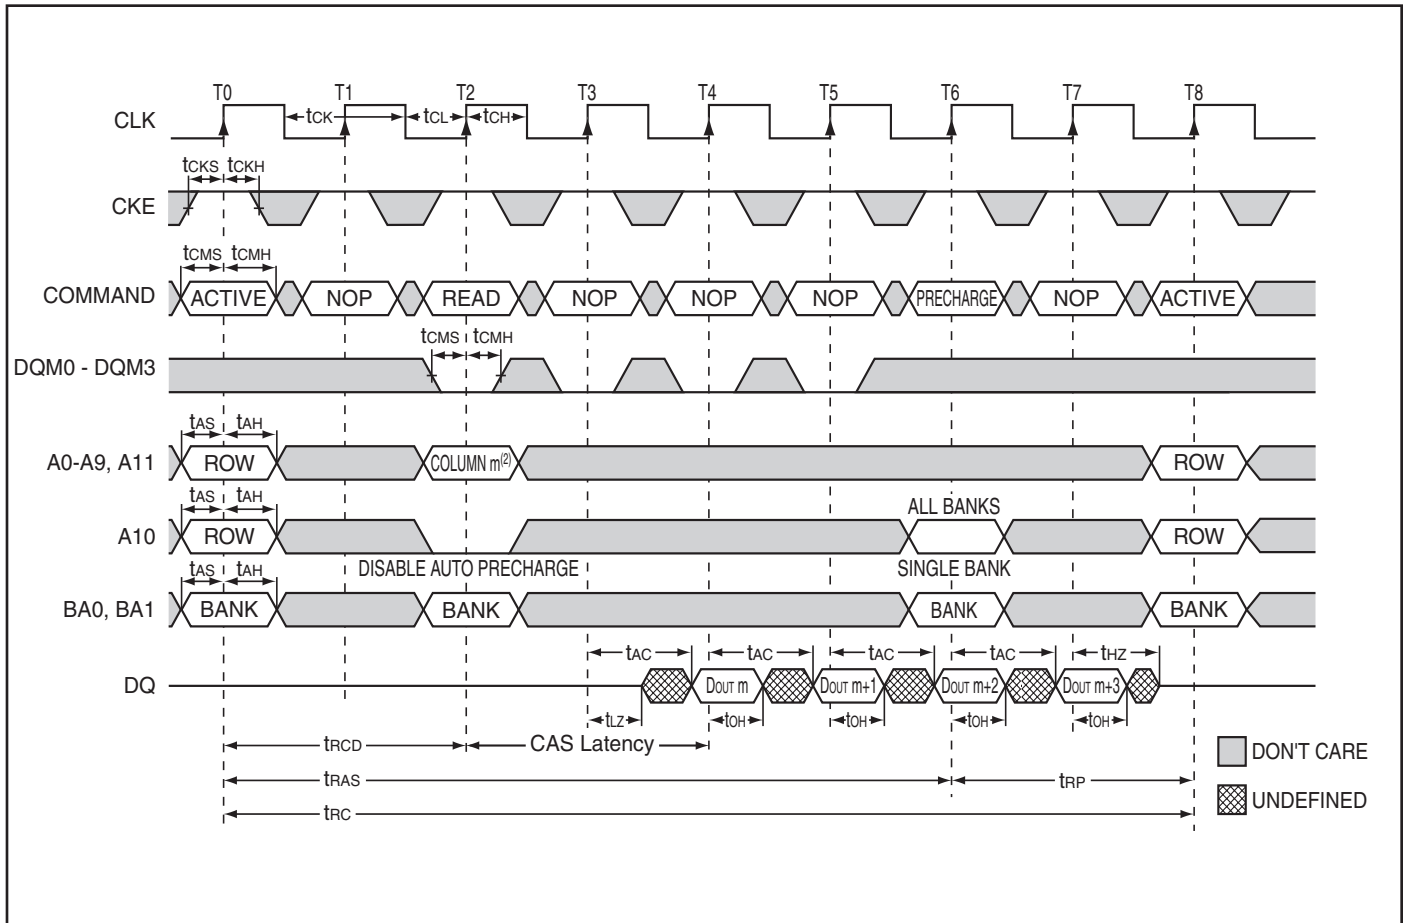 T0 T1 T2 T3 T4 T5 T6 T7 T8
CLK tCK tCL tCH
tCKS tCKH
CKE
tCMS tCMH
COMMAND ACTIVE NOP READ NOP NOP NOP PRECHARGE NOP ACTIVE
tCMS tCMH
DQM0 - DQM3
tAS tAH
A0-A9, A11 ROW COLUMN m(2) ROW
tAS tAH ALL BANKS
A10 ROW ROW
tAS tAH DISABLE AUTO PRECHARGE SINGLE BANK
BA0, BA1 BANK BANK BANK BANK
tAC tAC tAC tAC tHZ
DQ DOUT m DOUT m+1 DOUT m+2 DOUT m+3
tLZ tOH tOH tOH tOH
tRCD CAS Latency
DON'T CARE
tRAS tRP
UNDEFINED
tRC